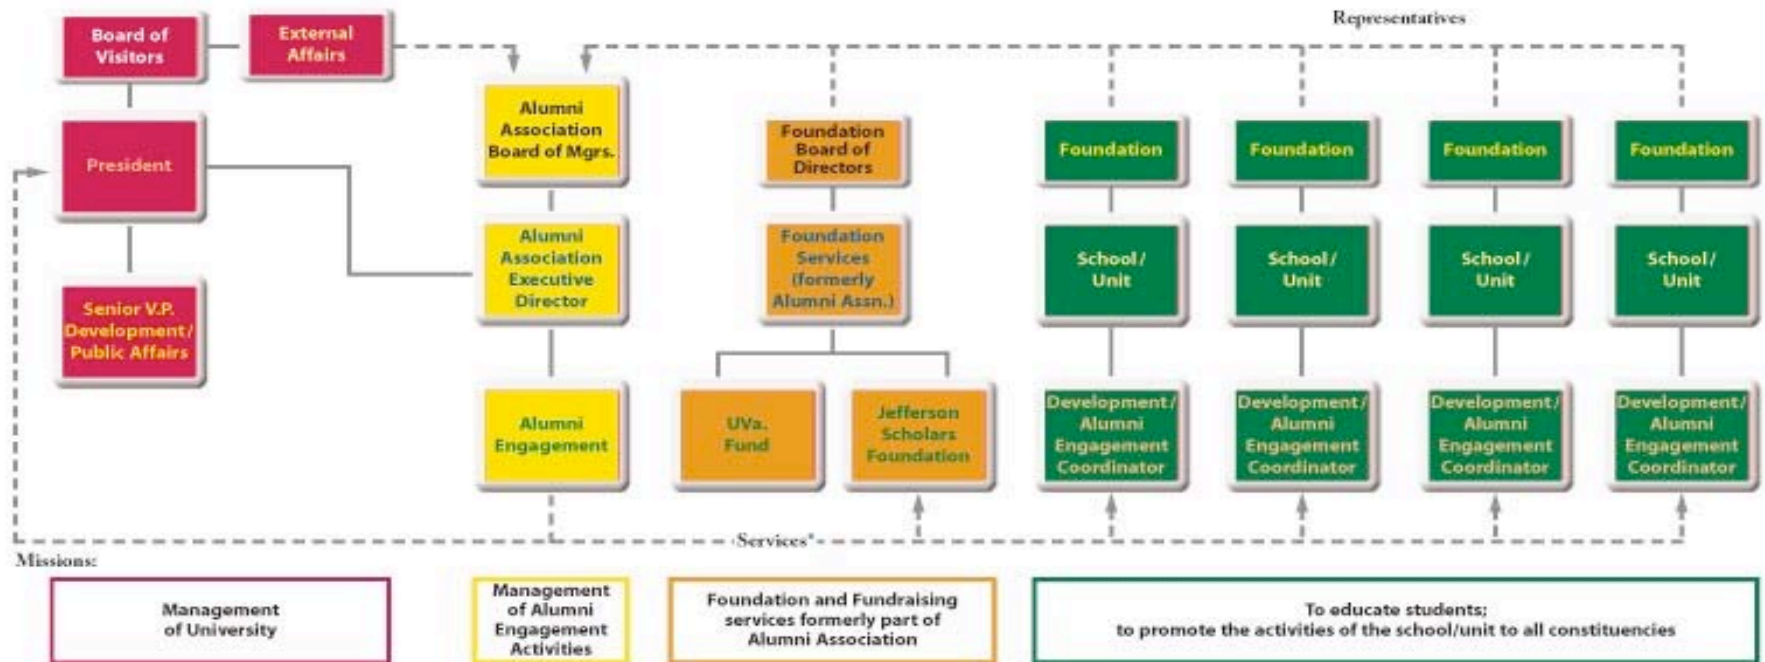 Representatives
Board of
Visitors
External
Affairs
Alumni
Association
Board of Mgrs.
Foundation
Board of
Directors
Foundation
Foundation
Foundation
Foundation
President
Alumni
Association
Executive
Director
Foundation
Services
(formerly
Alumni Assn.)
School/
Unit
School/
Unit
School/
Unit
School/
Unit
Senior V.P.
Development/
Public Affairs
Alumni
Engagement
UVa.
Fund
Jefferson
Scholars
Foundation
Development/
Alumni
Engagement
Coordinator
Development/
Alumni
Engagement
Coordinator
Development/
Alumni
Engagement
Coordinator
Development/
Alumni
Engagement
Coordinator
Services*
Missions:
Management
of University
Management
of Alumni
Engagement
Activities
Foundation and Fundraising
services formerly part of
Alumni Association
To educate students;
to promote the activities of the school/unit to all constituencies